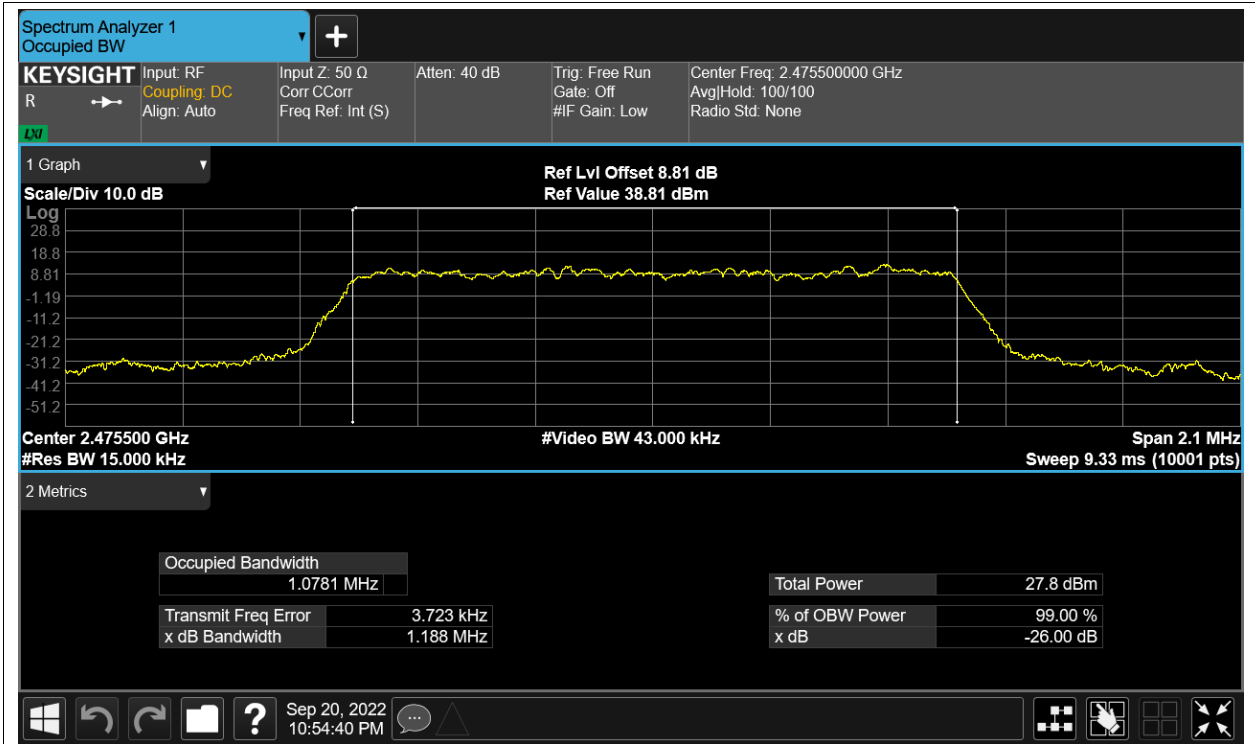 Spectrum Analyzer 1
Occupied BW
KEYSIGHT
R
LXI
Input: RF
Coupling: DC
Align: Auto
Input Z: 50 Ω
Corr CCorr
Freq Ref: Int (S)
Atten: 40 dB
Trig: Free Run
Gate: Off
#IF Gain: Low
Center Freq: 2.475500000 GHz
Avg|Hold: 100/100
Radio Std: None
1 Graph
Ref Lvl Offset 8.81 dB
Scale/Div 10.0 dB
Ref Value 38.81 dBm
Log
28.8
18.8
8.81
-1.19
-11.2
-21.2
-31.2
-41.2
-51.2
Center 2.475500 GHz
#Video BW 43.000 kHz
Span 2.1 MHz
#Res BW 15.000 kHz
Sweep 9.33 ms (10001 pts)
2 Metrics
Occupied Bandwidth
1.0781 MHz
Total Power 27.8 dBm
Transmit Freq Error 3.723 kHz
% of OBW Power 99.00 %
x dB Bandwidth 1.188 MHz
x dB -26.00 dB
?
Sep 20, 2022
10:54:40 PM